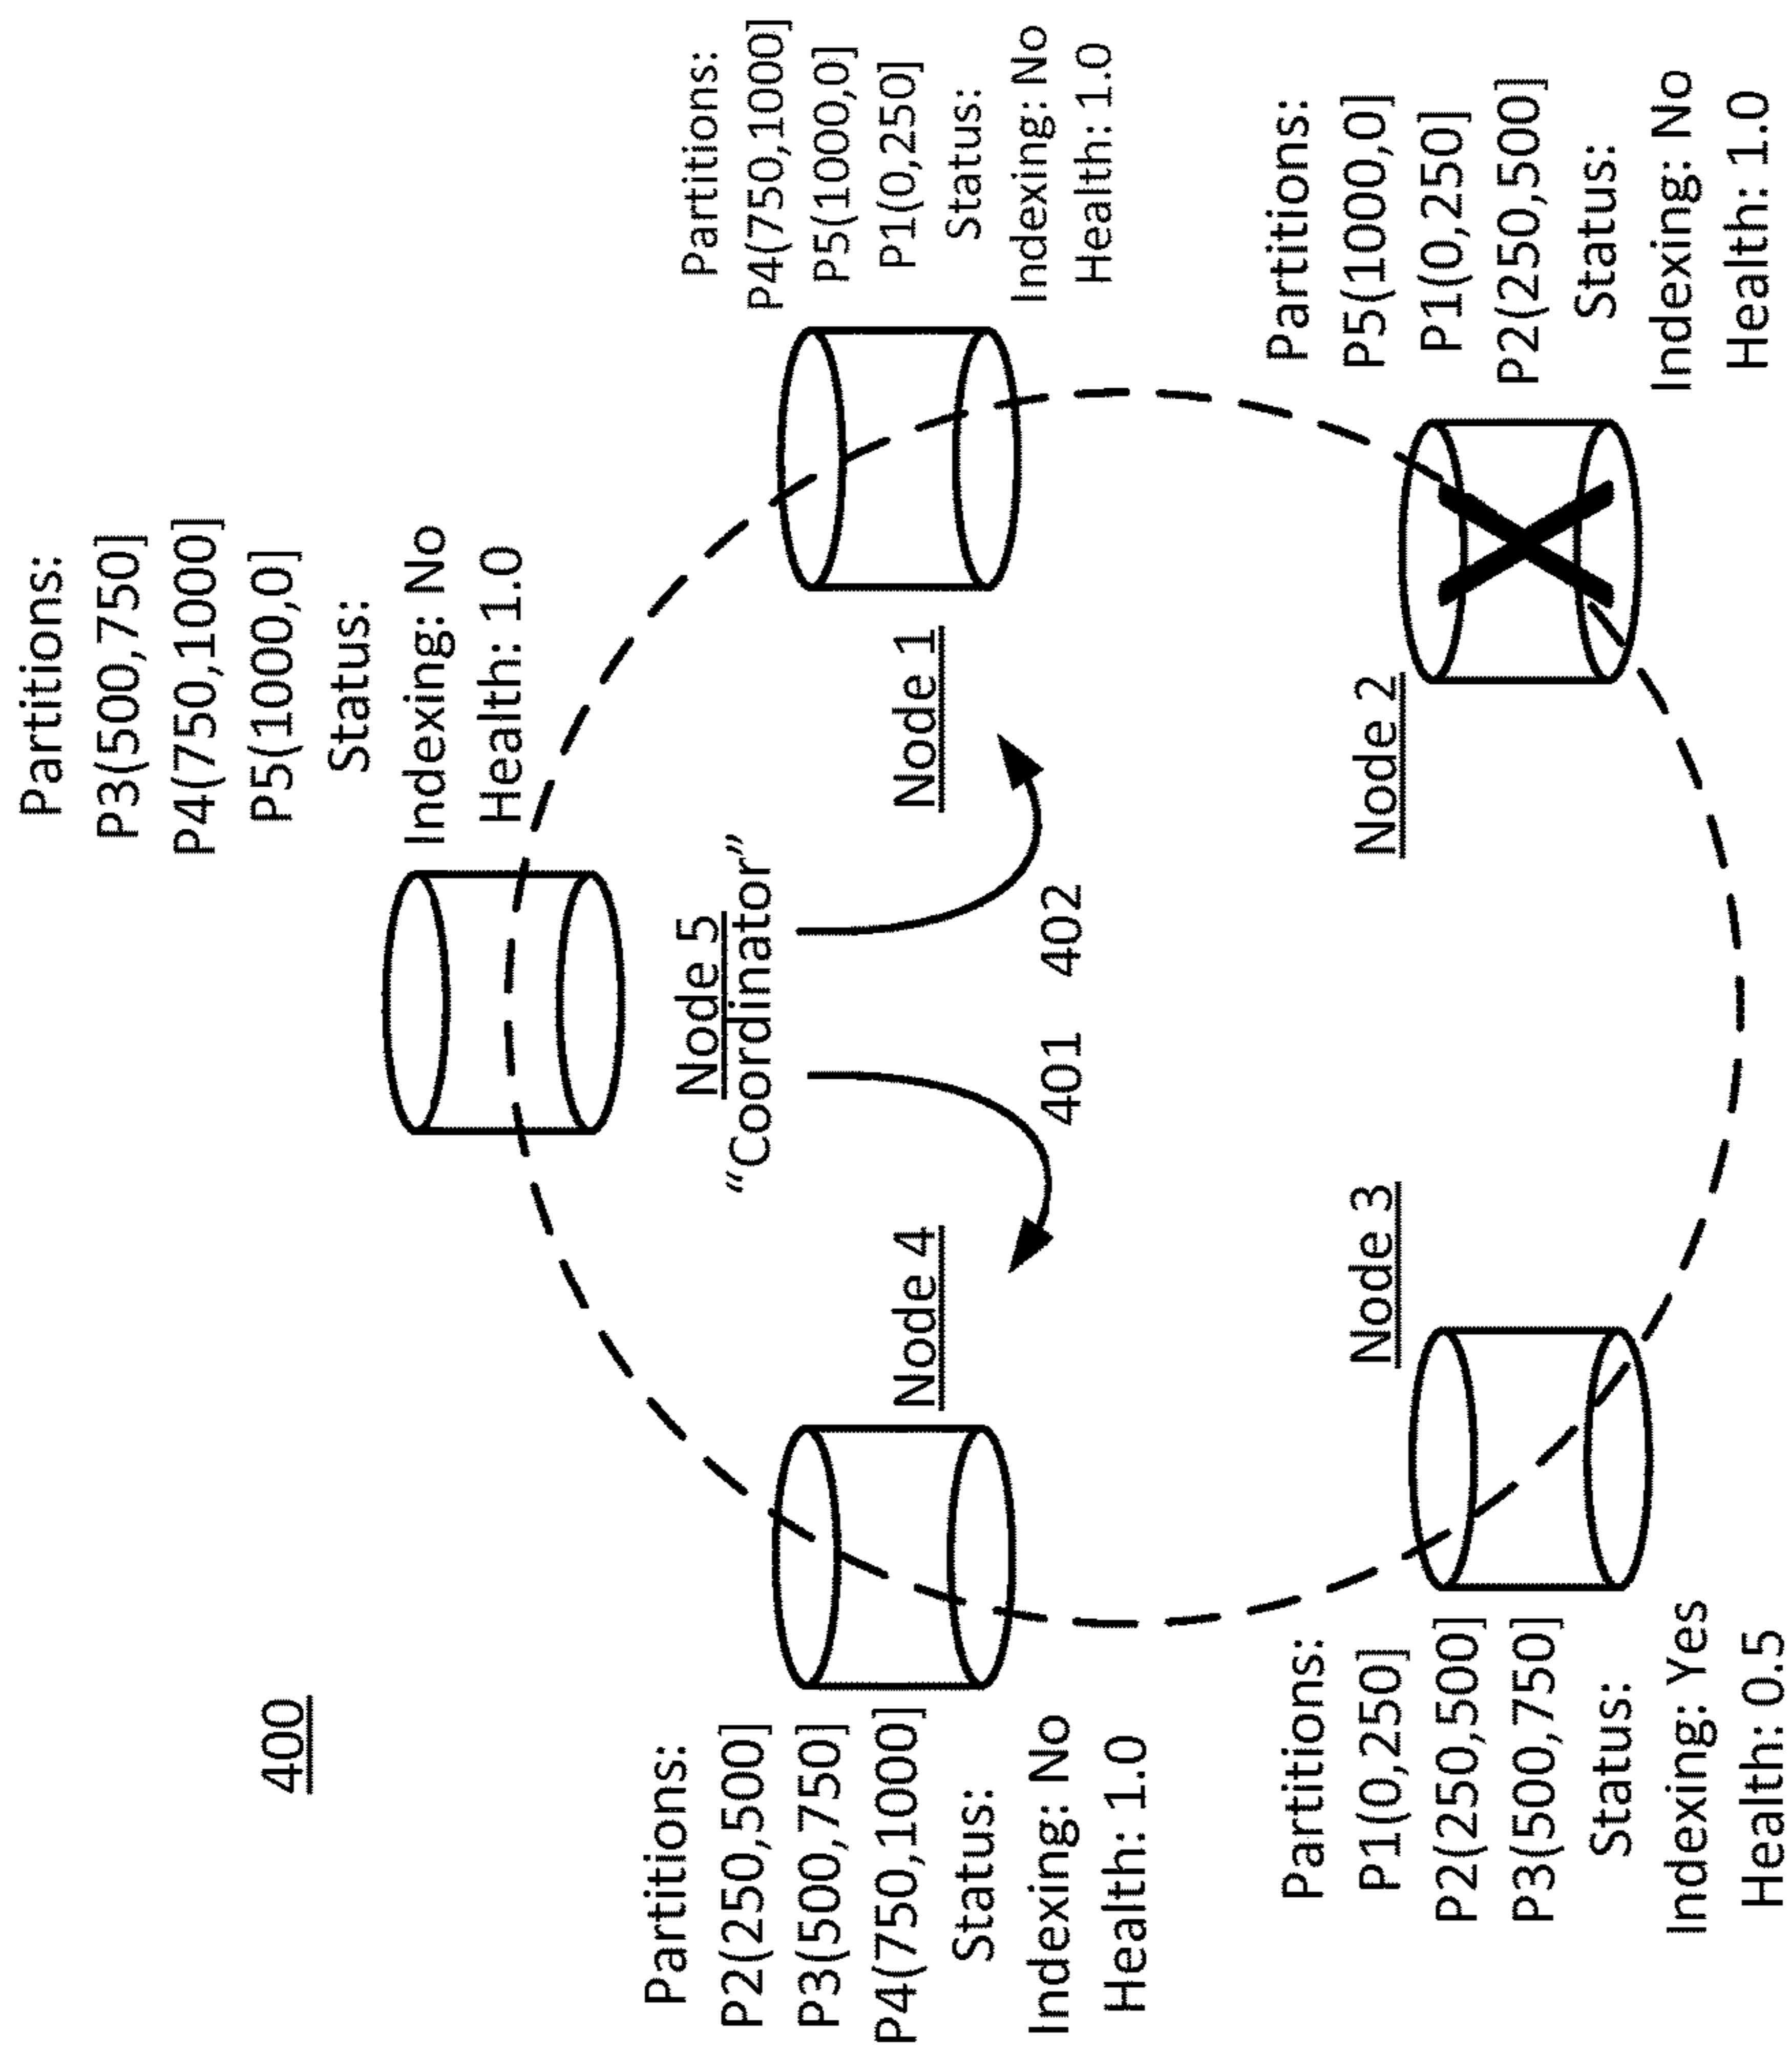 400
Partitions:
P3(500,750]
P4(750,1000]
P5(1000,0]
Status:
Indexing: No
Health: 1.0
Node 5
“Coordinator”
Partitions:
P4(750,1000]
P5(1000,0]
P1(0,250]
Status:
Indexing: No
Health: 1.0
Node 1
402
401
Node 4
Partitions:
P2(250,500]
P3(500,750]
P4(750,1000]
Status:
Indexing: No
Health: 1.0
Node 3
Partitions:
P1(0,250]
P2(250,500]
P3(500,750]
Status:
Indexing: Yes
Health: 0.5
Node 2
Partitions:
P5(1000,0]
P1(0,250]
P2(250,500]
Status:
Indexing: No
Health: 1.0